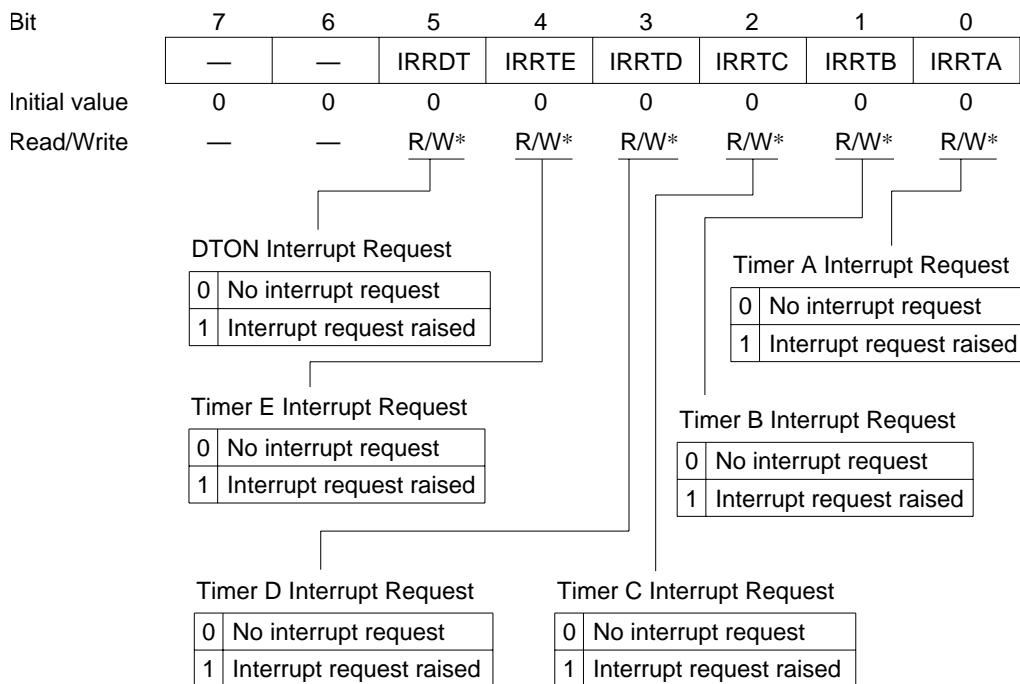 Bit 7 6 5 4 3 2 1 0
— — IRRDT IRRTE IRRTD IRRTC IRRTB IRRTA
Initial value 0 0 0 0 0 0 0 0
Read/Write — — R/W* R/W* R/W* R/W* R/W* R/W*
DTON Interrupt Request
0 No interrupt request
1 Interrupt request raised
Timer A Interrupt Request
0 No interrupt request
1 Interrupt request raised
Timer E Interrupt Request
0 No interrupt request
1 Interrupt request raised
Timer B Interrupt Request
0 No interrupt request
1 Interrupt request raised
Timer D Interrupt Request
0 No interrupt request
1 Interrupt request raised
Timer C Interrupt Request
0 No interrupt request
1 Interrupt request raised